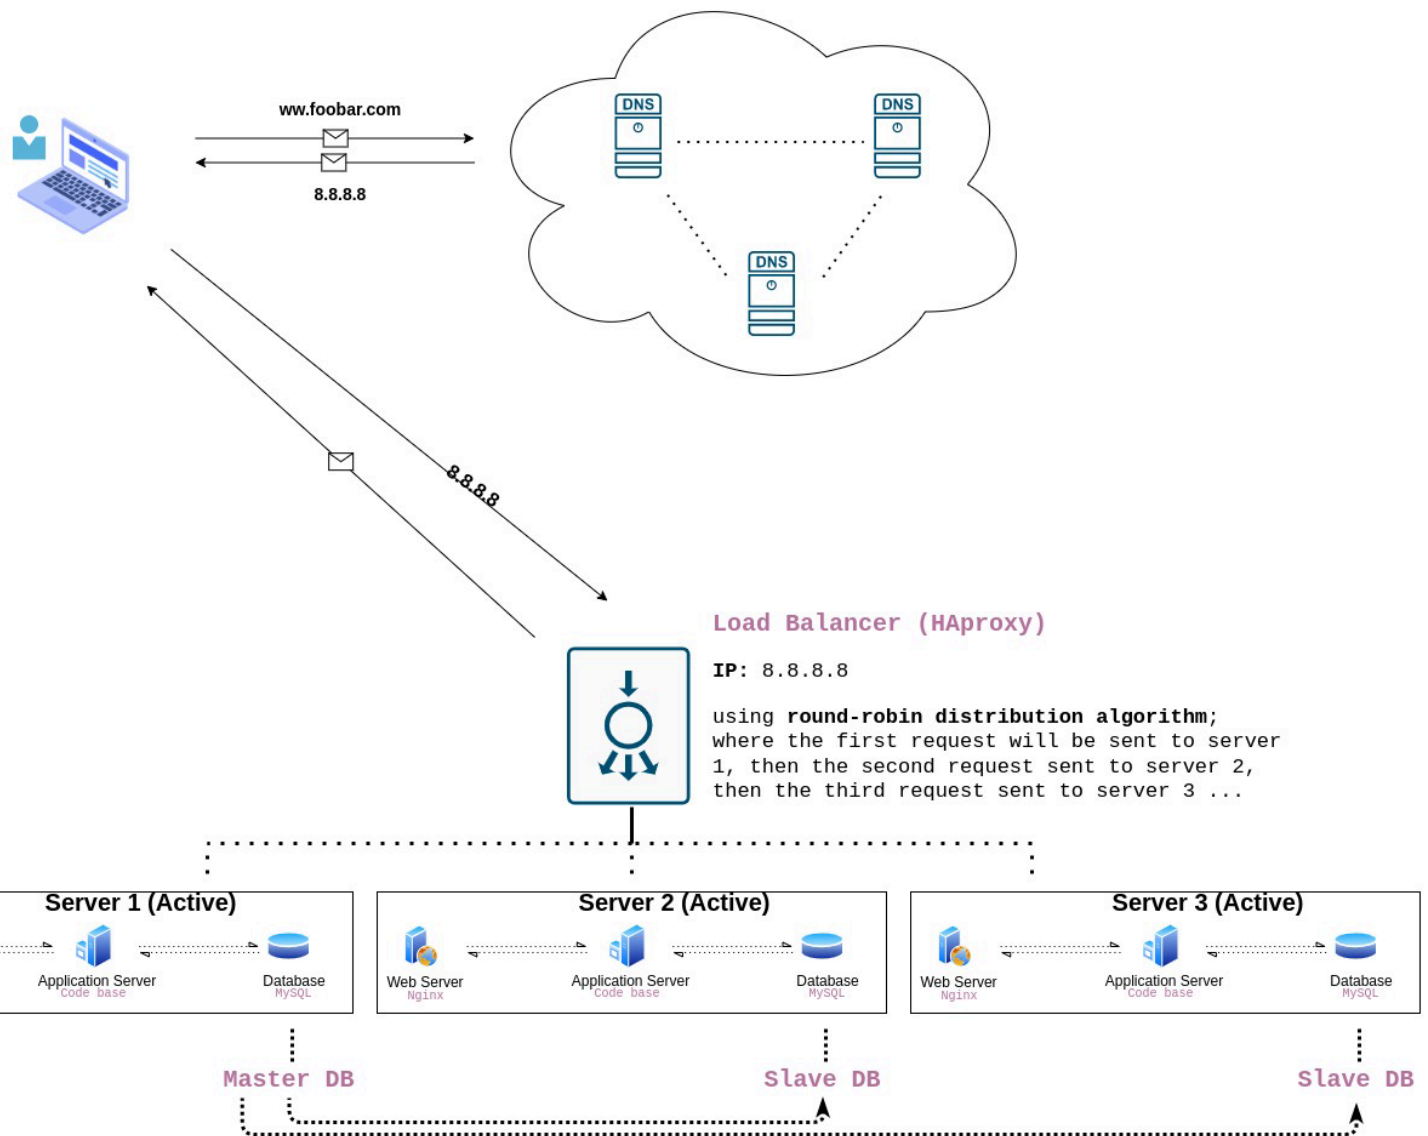 ww.foobar.com
8.8.8.8
DNS
DNS
DNS
8.8.8.8
Load Balancer (HAproxy)
IP: 8.8.8.8
using round-robin distribution algorithm;
where the first request will be sent to server
1, then the second request sent to server 2,
then the third request sent to server 3 ...
Server 1 (Active)
Application Server
Code base
Database
MySQL
Server 2 (Active)
Web Server
Nginx
Application Server
Code base
Database
MySQL
Server 3 (Active)
Web Server
Nginx
Application Server
Code base
Database
MySQL
Master DB
Slave DB
Slave DB